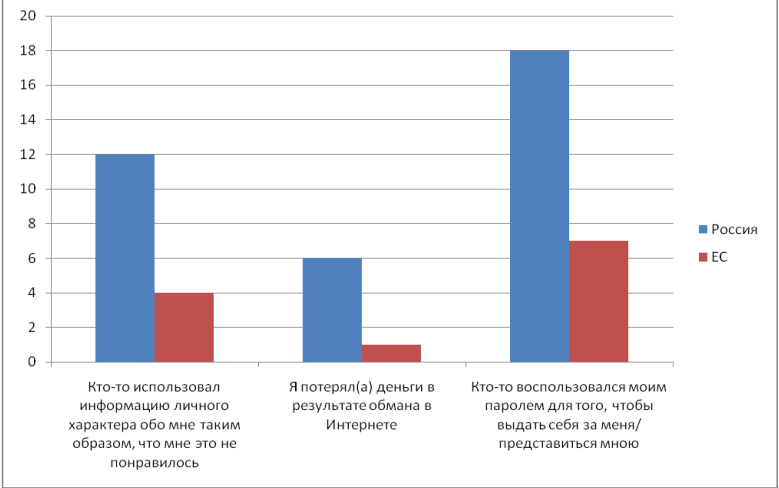 20
18
16
14
12
10
8
6
4
2
0
Россия
ЕС
Кто-то использовал
информацию личного
характера обо мне таким
образом, что мне это не
понравилось
Я потерял(а) деньги в
результате обмана в
Интернете
Кто-то воспользовался моим
паролем для того, чтобы
выдать себя за меня/
представиться мною